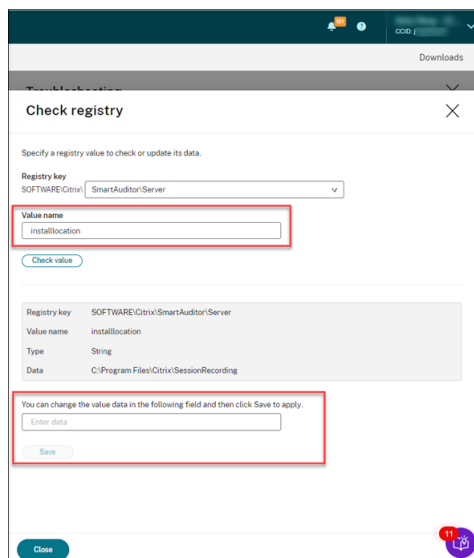 CCID: j
Downloads
Troubleshooting
Check registry
Specify a registry value to check or update its data.
Registry key
SOFTWARE\Citrix\ SmartAuditor\Server
Value name
installlocation
Check value
Registry key SOFTWARE\Citrix\SmartAuditor\Server
Value name installlocation
Type String
Data C:\Program Files\Citrix\SessionRecording
You can change the value data in the following field and then click Save to apply.
Enter data
Save
11
Close